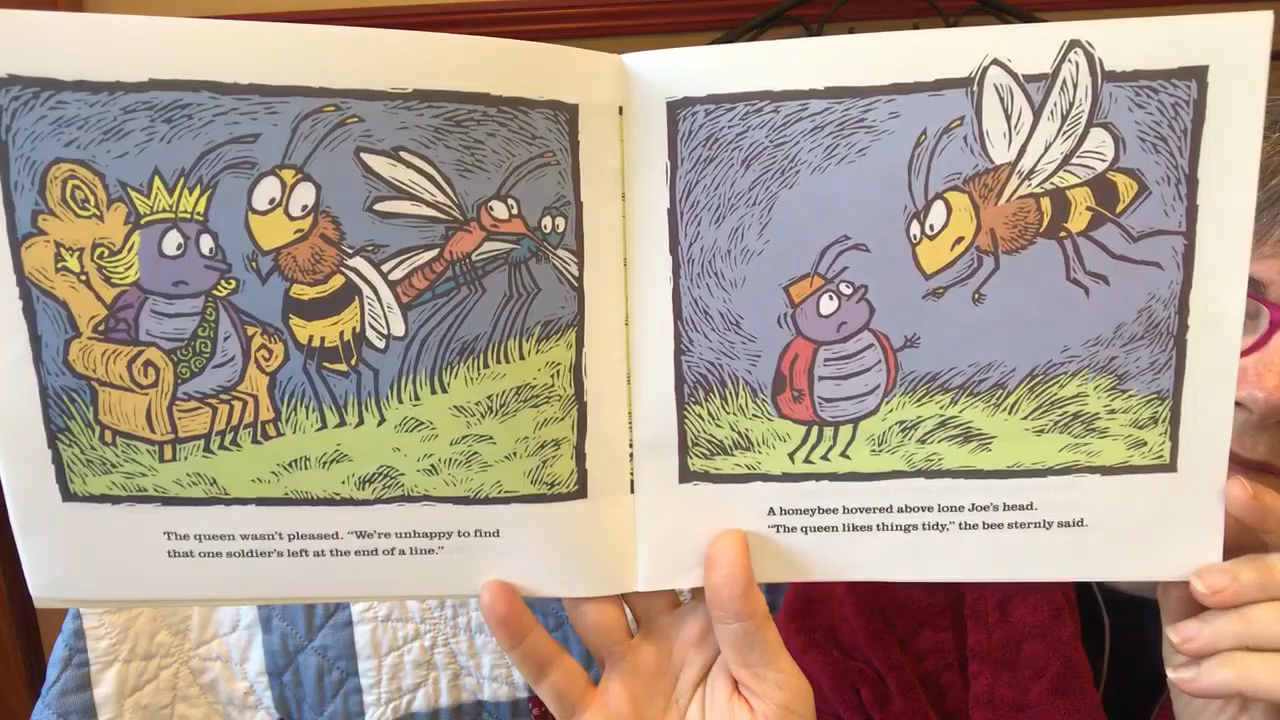 Q
The queen wasn't pleased. "We're unhappy to find
that one soldier's left at the end of a line."
A honeybee hovered above lone Joe's head.
"The queen likes things tidy," the bee sternly said.